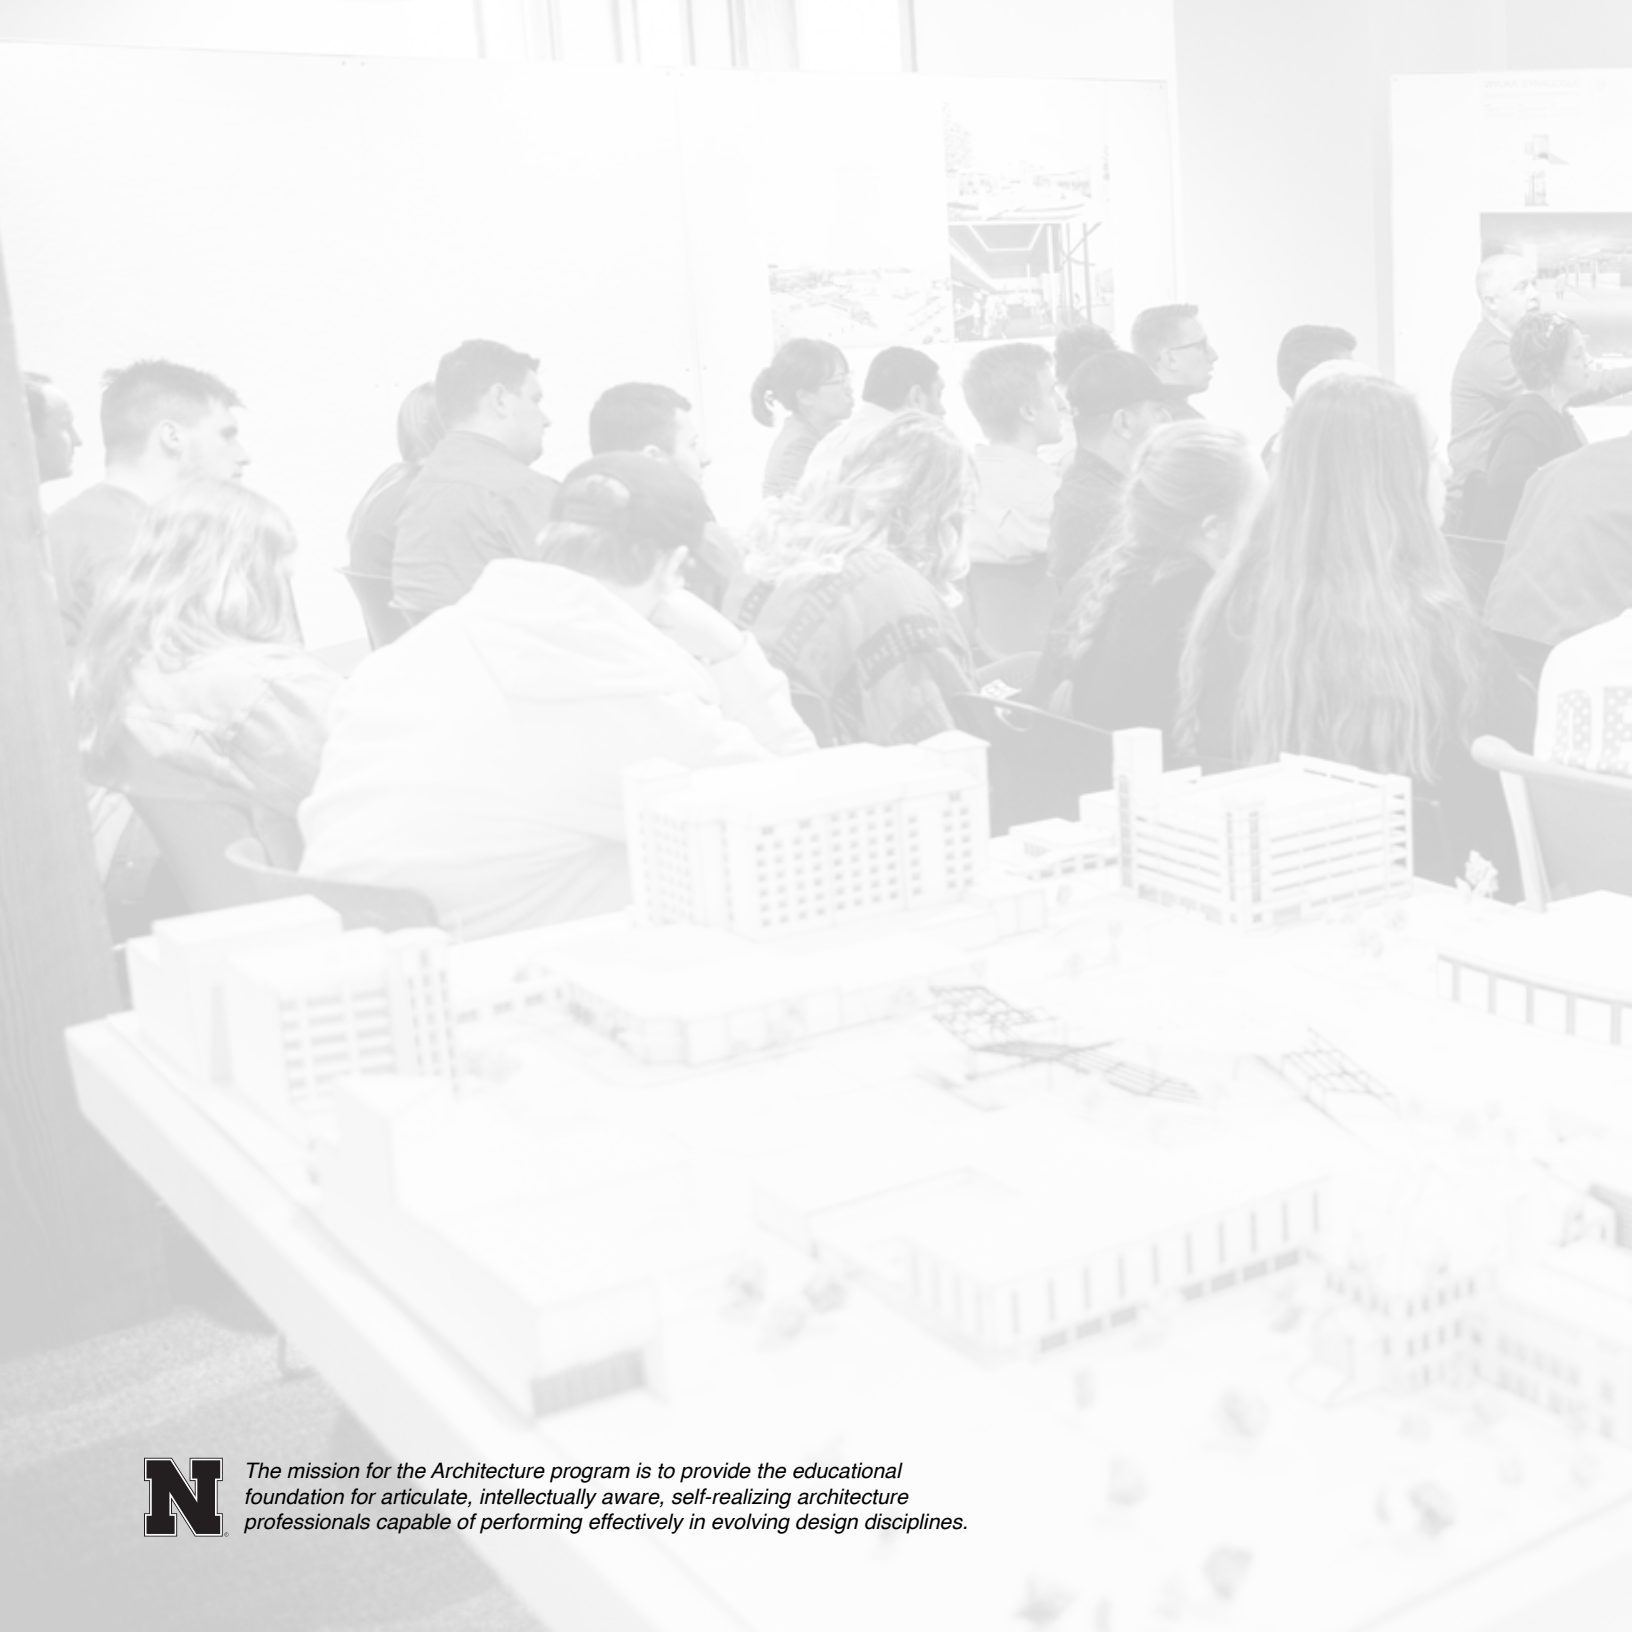 N
The mission for the Architecture program is to provide the educational
foundation for articulate, intellectually aware, self-realizing architecture
professionals capable of performing effectively in evolving design disciplines.